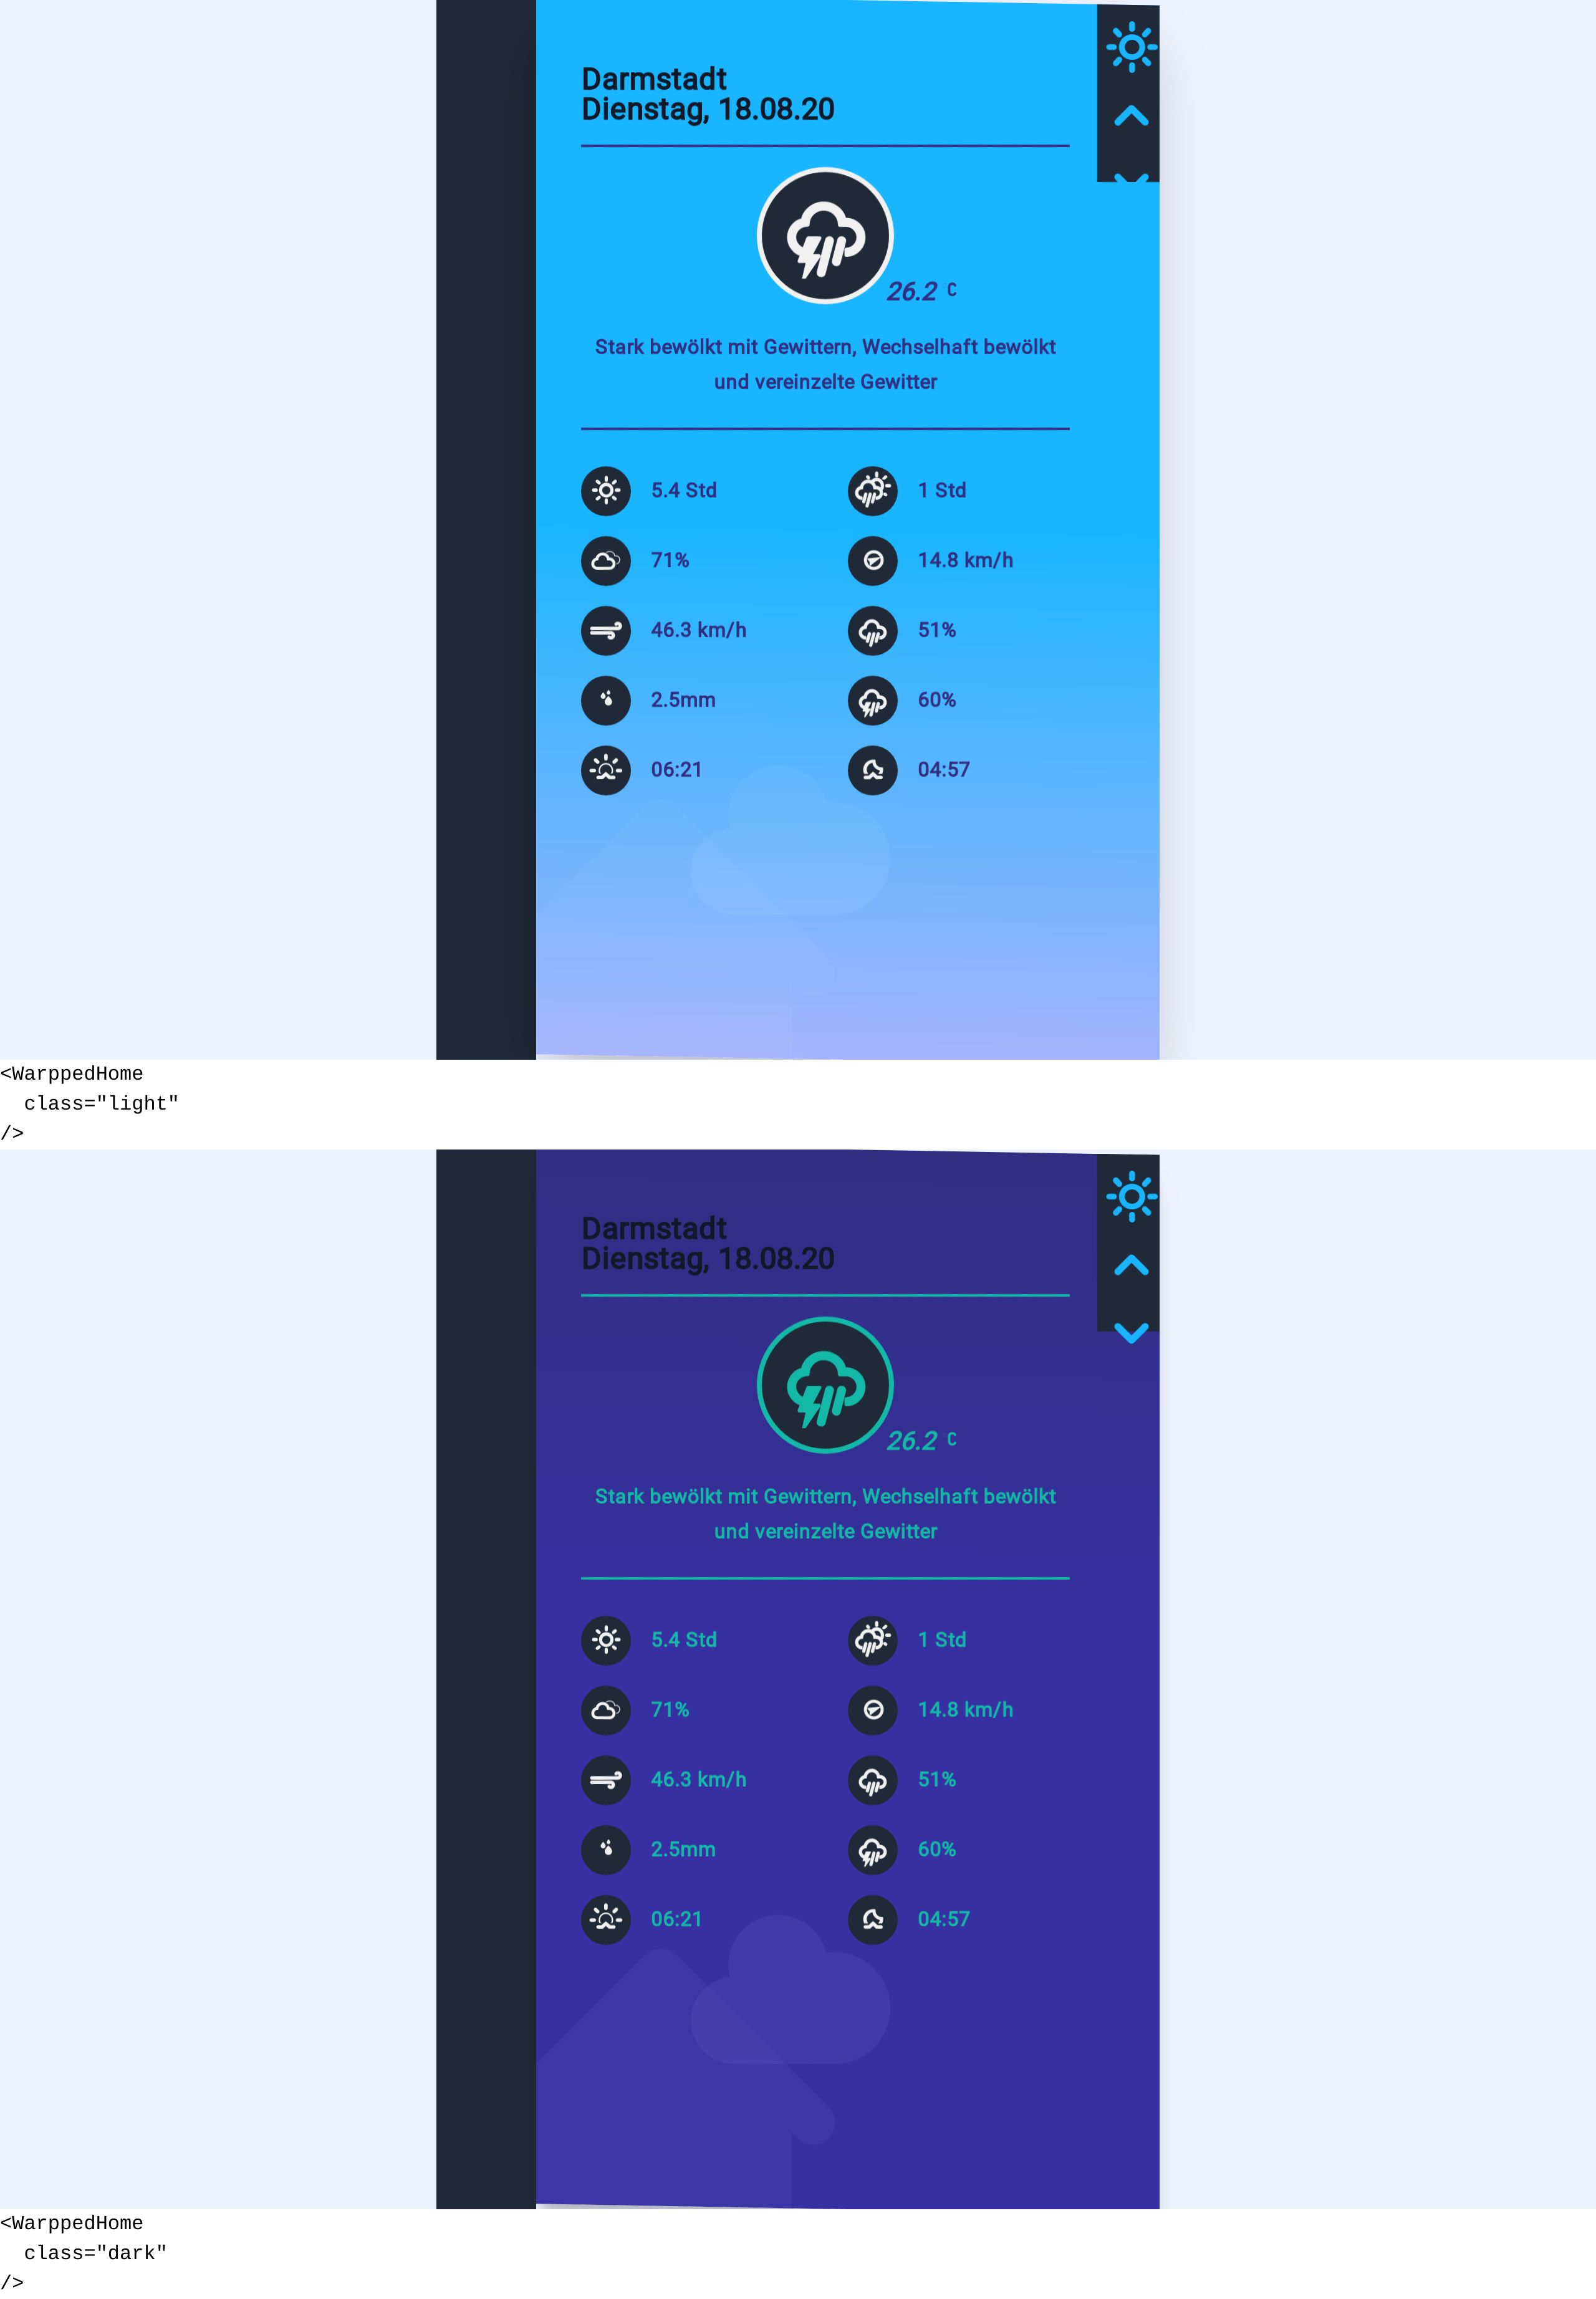 Darmstadt
Dienstag, 18.08.20
26.2 C
Stark bewölkt mit Gewittern, Wechselhaft bewölkt
und vereinzelte Gewitter
5.4 Std
1 Std
71%
14.8 km/h
46.3 km/h
51%
2.5mm
60%
06:21
04:57
<WarppedHome
  class="light"
/>
Darmstadt
Dienstag, 18.08.20
26.2 C
Stark bewölkt mit Gewittern, Wechselhaft bewölkt
und vereinzelte Gewitter
5.4 Std
1 Std
71%
14.8 km/h
46.3 km/h
51%
2.5mm
60%
06:21
04:57
<WarppedHome
  class="dark"
/>